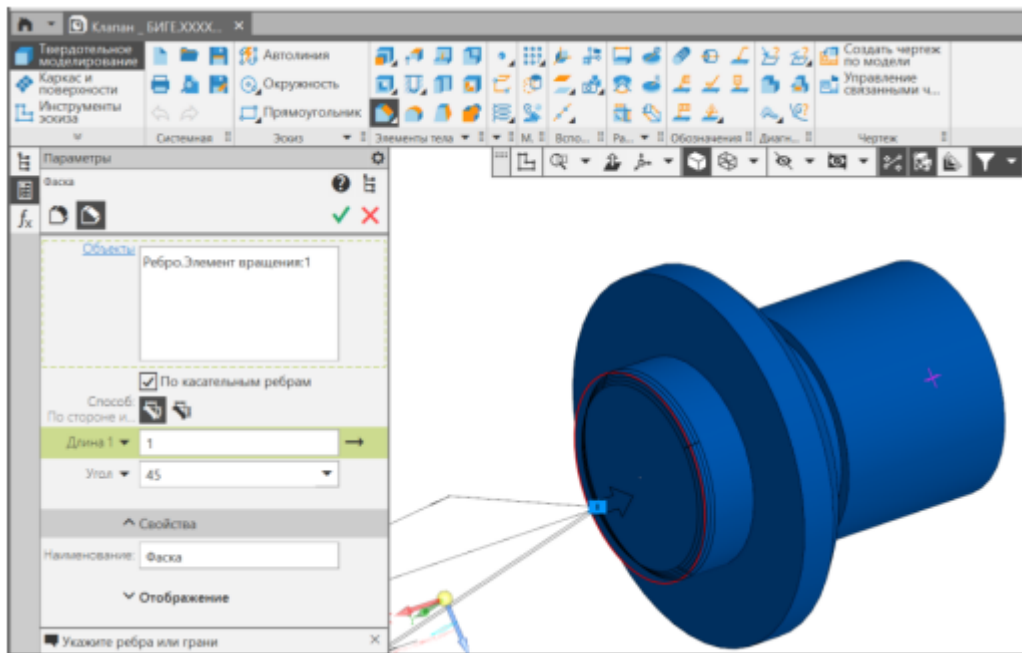 Клапан _ БИГЕ.XXXX... ×
Твердотельное моделирование
Каркас и поверхности
Инструменты эскиза
Системная
Автолиния
Окружность
Прямоугольник
Эскиз
Элементы тела
М.
Вспо...
Ра...
Обозначения
Диагн...
Создать чертеж по модели
Управление связанными ч...
Чертеж
Параметры
Фаска
fx
Объекты
Ребро.Элемент вращения:1
По касательным ребрам
Способ:
По стороне и...
Длина 1
1
Угол
45
Свойства
Наименование:
Фаска
Отображение
Укажите ребра или грани